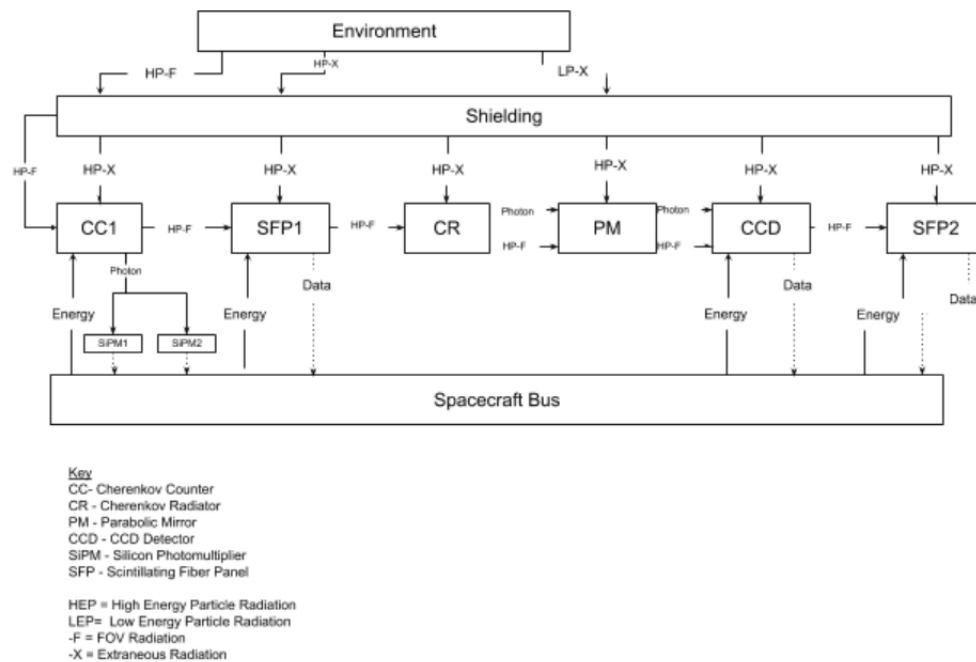 Environment
HP-F
HP-X
LP-X
Shielding
HP-F
HP-X
HP-X
HP-X
HP-X
HP-X
HP-X
CC1
HP-F
SFP1
HP-F
CR
Photon
HP-F
PM
Photon
HP-F
CCD
HP-F
SFP2
Photon
Energy
Energy
Data
Energy
Data
Energy
Data
SiPM1
SiPM2
Spacecraft Bus
Key
CC- Cherenkov Counter
CR - Cherenkov Radiator
PM - Parabolic Mirror
CCD - CCD Detector
SiPM - Silicon Photomultiplier
SFP - Scintillating Fiber Panel
HEP = High Energy Particle Radiation
LEP= Low Energy Particle Radiation
-F = FOV Radiation
-X = Extraneous Radiation